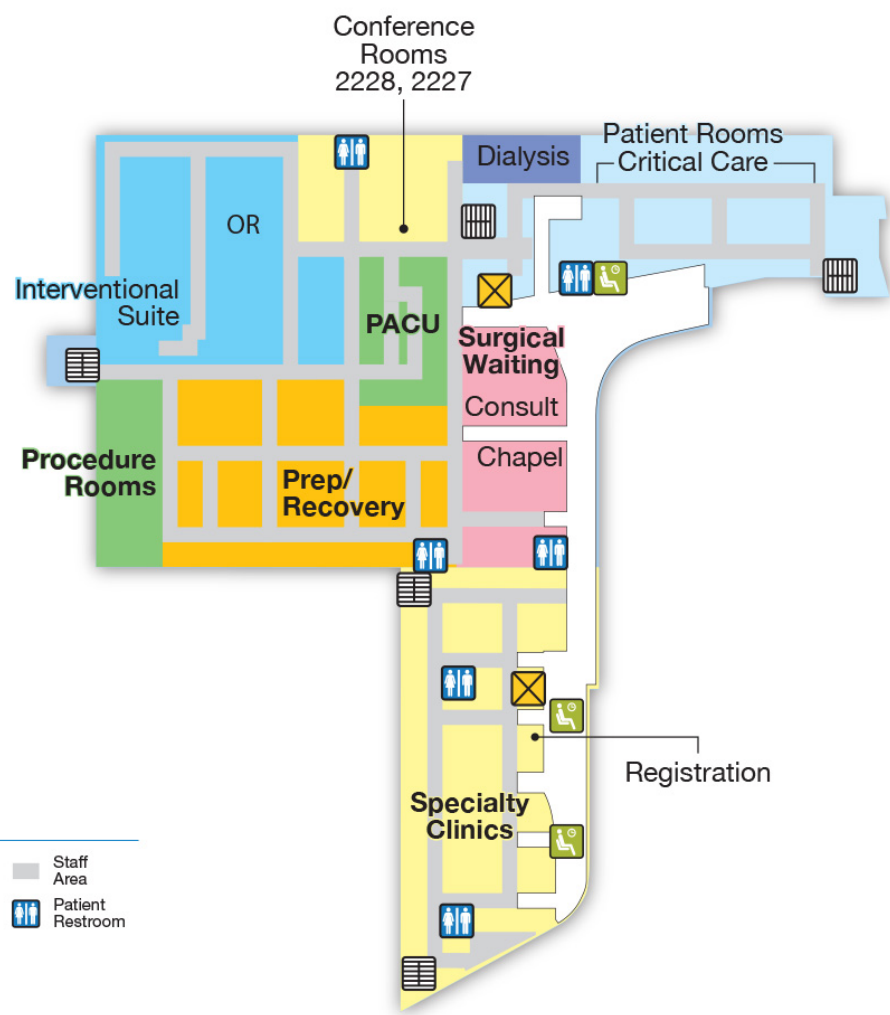 Conference
Rooms
2228, 2227
Dialysis
Patient Rooms
Critical Care
OR
Interventional
Suite
PACU
Surgical
Waiting
Consult
Chapel
Procedure
Rooms
Prep/
Recovery
Registration
Specialty
Clinics
Staff
Area
Patient
Restroom